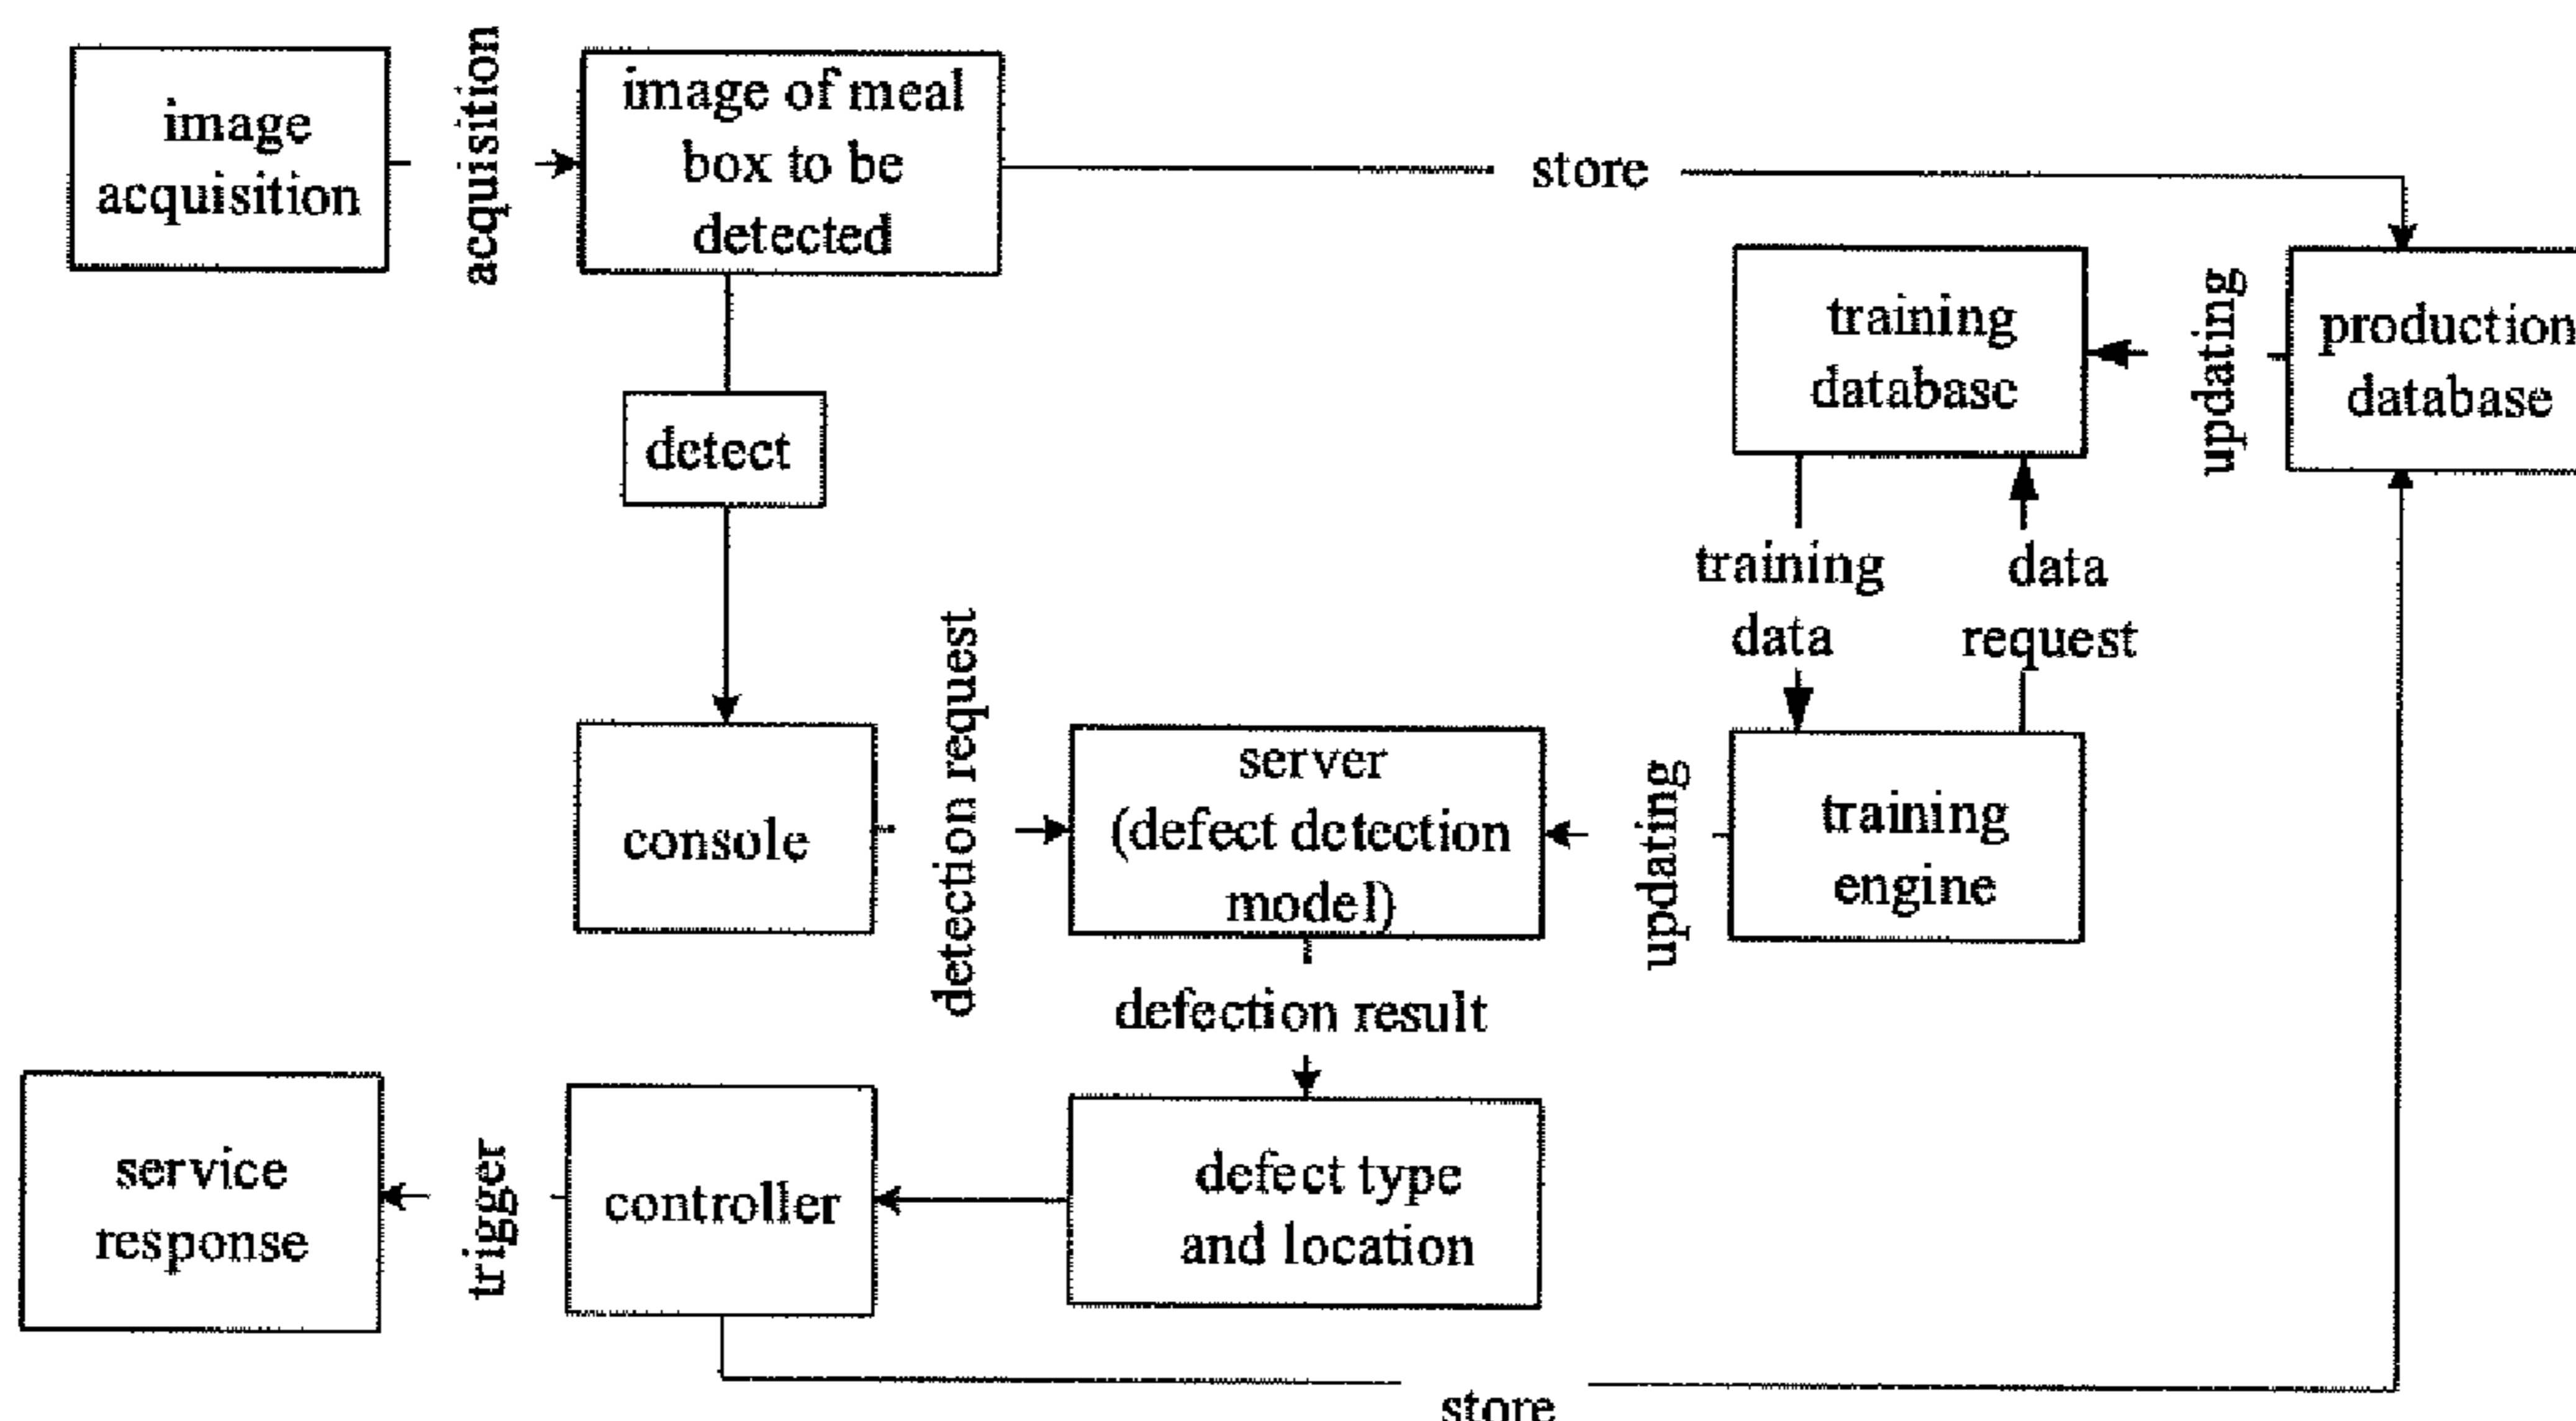 image
acquisition
acquisition
image of meal
box to be
detected
store
detect
training
database
updating
production
database
training
data
data
request
console
detection request
server
(defect detection
model)
updating
training
engine
defection result
service
response
trigger
controller
defect type
and location
store